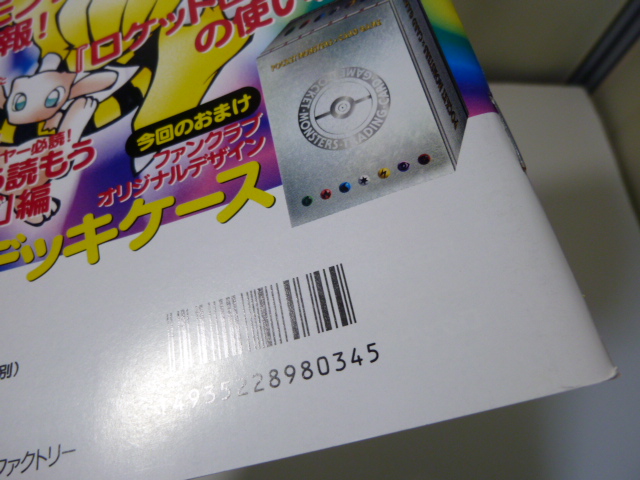 報！
「ロケット
の使い
ヤー必読！
読もう
編
今回のおまけ
ファンクラブ
オリジナルデザイン
デッキケース
POCKET MONSTERS TRADING CARD GAME
4935228980345
別）
ファクトリー